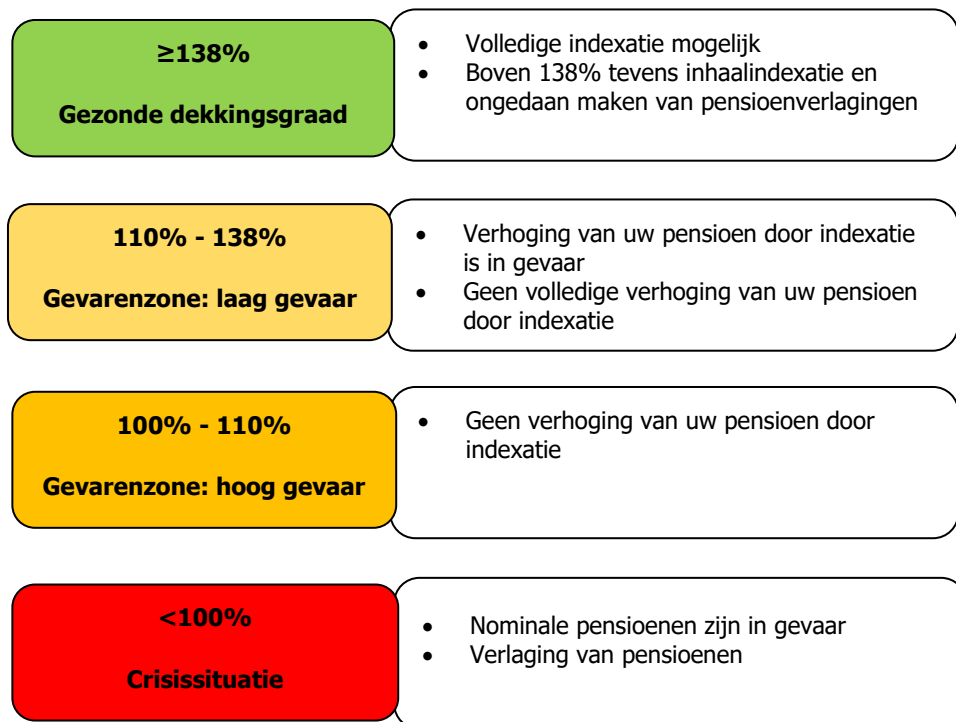 ≥138%
Gezonde dekkingsgraad
• Volledige indexatie mogelijk
• Boven 138% tevens inhaalindexatie en
ongedaan maken van pensioenverlagingen
110% - 138%
Gevarenzone: laag gevaar
• Verhoging van uw pensioen door indexatie
is in gevaar
• Geen volledige verhoging van uw pensioen
door indexatie
100% - 110%
Gevarenzone: hoog gevaar
• Geen verhoging van uw pensioen door
indexatie
<100%
Crisissituatie
• Nominale pensioenen zijn in gevaar
• Verlaging van pensioenen